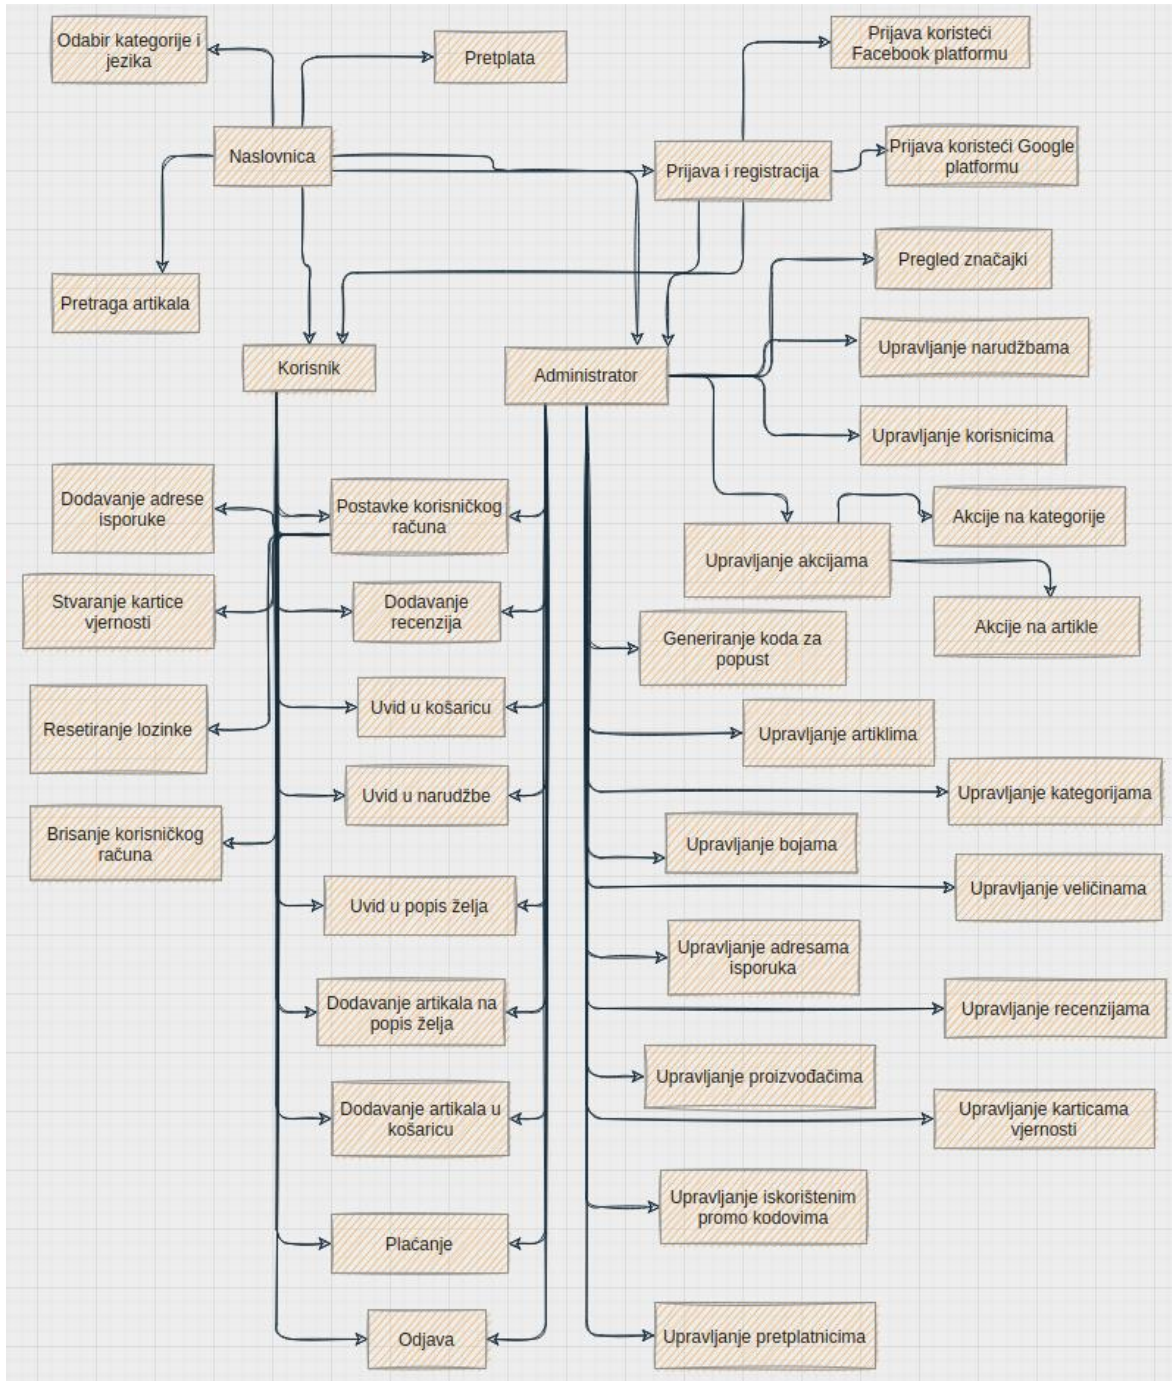 Odabir kategorije i
jezika
Pretplata
Prijava koristeći
Facebook platformu
Naslovnica
Prijava i registracija
Prijava koristeći Google
platformu
Pretraga artikala
Pregled značajki
Korisnik
Administrator
Upravljanje narudžbama
Upravljanje korisnicima
Dodavanje adrese
isporuke
Postavke korisničkog
računa
Upravljanje akcijama
Akcije na kategorije
Akcije na artikle
Stvaranje kartice
vjernosti
Dodavanje
recenzija
Generiranje koda za
popust
Resetiranje lozinke
Uvid u košaricu
Upravljanje artiklima
Uvid u narudžbe
Upravljanje kategorijama
Brisanje korisničkog
računa
Upravljanje bojama
Uvid u popis želja
Upravljanje veličinama
Upravljanje adresama
isporuka
Dodavanje artikala na
popis želja
Upravljanje recenzijama
Upravljanje proizvođačima
Dodavanje artikala u
košaricu
Upravljanje karticama
vjernosti
Upravljanje iskorištenim
promo kodovima
Plaćanje
Odjava
Upravljanje pretplatnicima